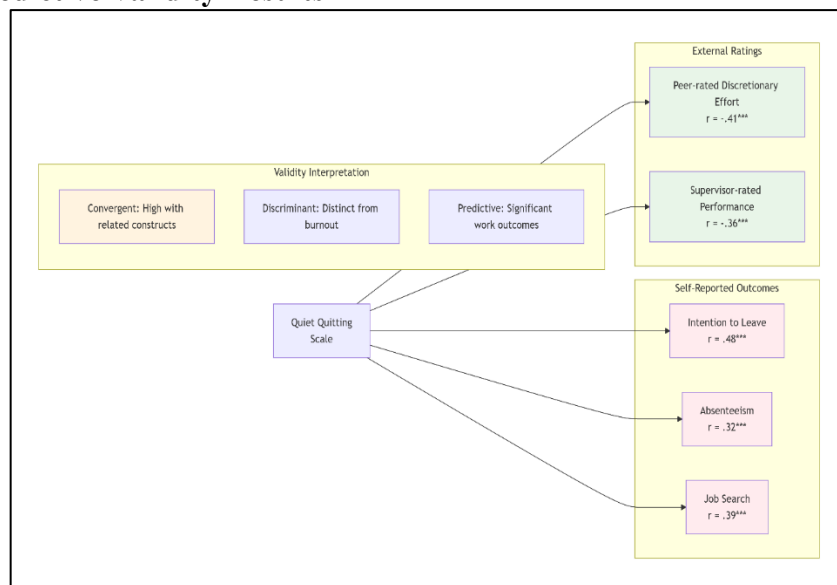 External Ratings
Peer-rated Discretionary
Effort
r = -.41***
Supervisor-rated
Performance
r = -.36***
Validity Interpretation
Convergent: High with
related constructs
Discriminant: Distinct from
burnout
Predictive: Significant
work outcomes
Quiet Quitting
Scale
Self-Reported Outcomes
Intention to Leave
r = .48***
Absenteeism
r = .32***
Job Search
r = .39***